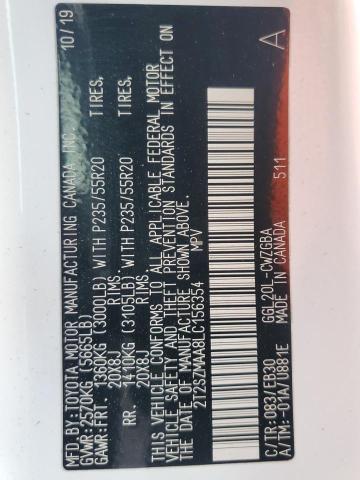 MFD.BY:TOYOTA MOTOR MANUFACTURING CANADA INC. 10/19
GVWR:2570KG (5665LB)
GAWR:FRT. 1360KG (3000LB) WITH P235/55R20 TIRES,
20X8J RIMS,
RR. 1410KG (3105LB) WITH P235/55R20 TIRES,
20X8J RIMS,
THIS VEHICLE CONFORMS TO ALL APPLICABLE FEDERAL MOTOR
VEHICLE SAFETY AND THEFT PREVENTION STANDARDS IN EFFECT ON
THE DATE OF MANUFACTURE SHOWN ABOVE.
2T2SZMAA8LC156354 MPV
A
C/TR:083/EB30 GGL20L-CWZGBA
A/TM:-01A/U881E MADE IN CANADA 511